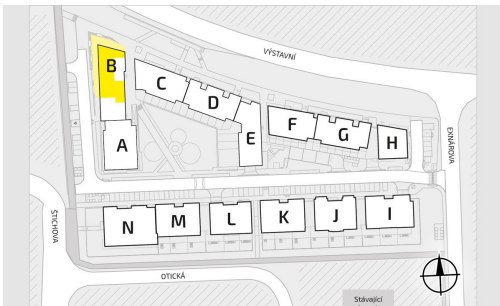 VÝSTAVNÍ
B
C
D
A
E
F
G
H
EXNÁROVA
ŠTICHOVA
N
M
L
K
J
I
OTICKÁ
Stávající